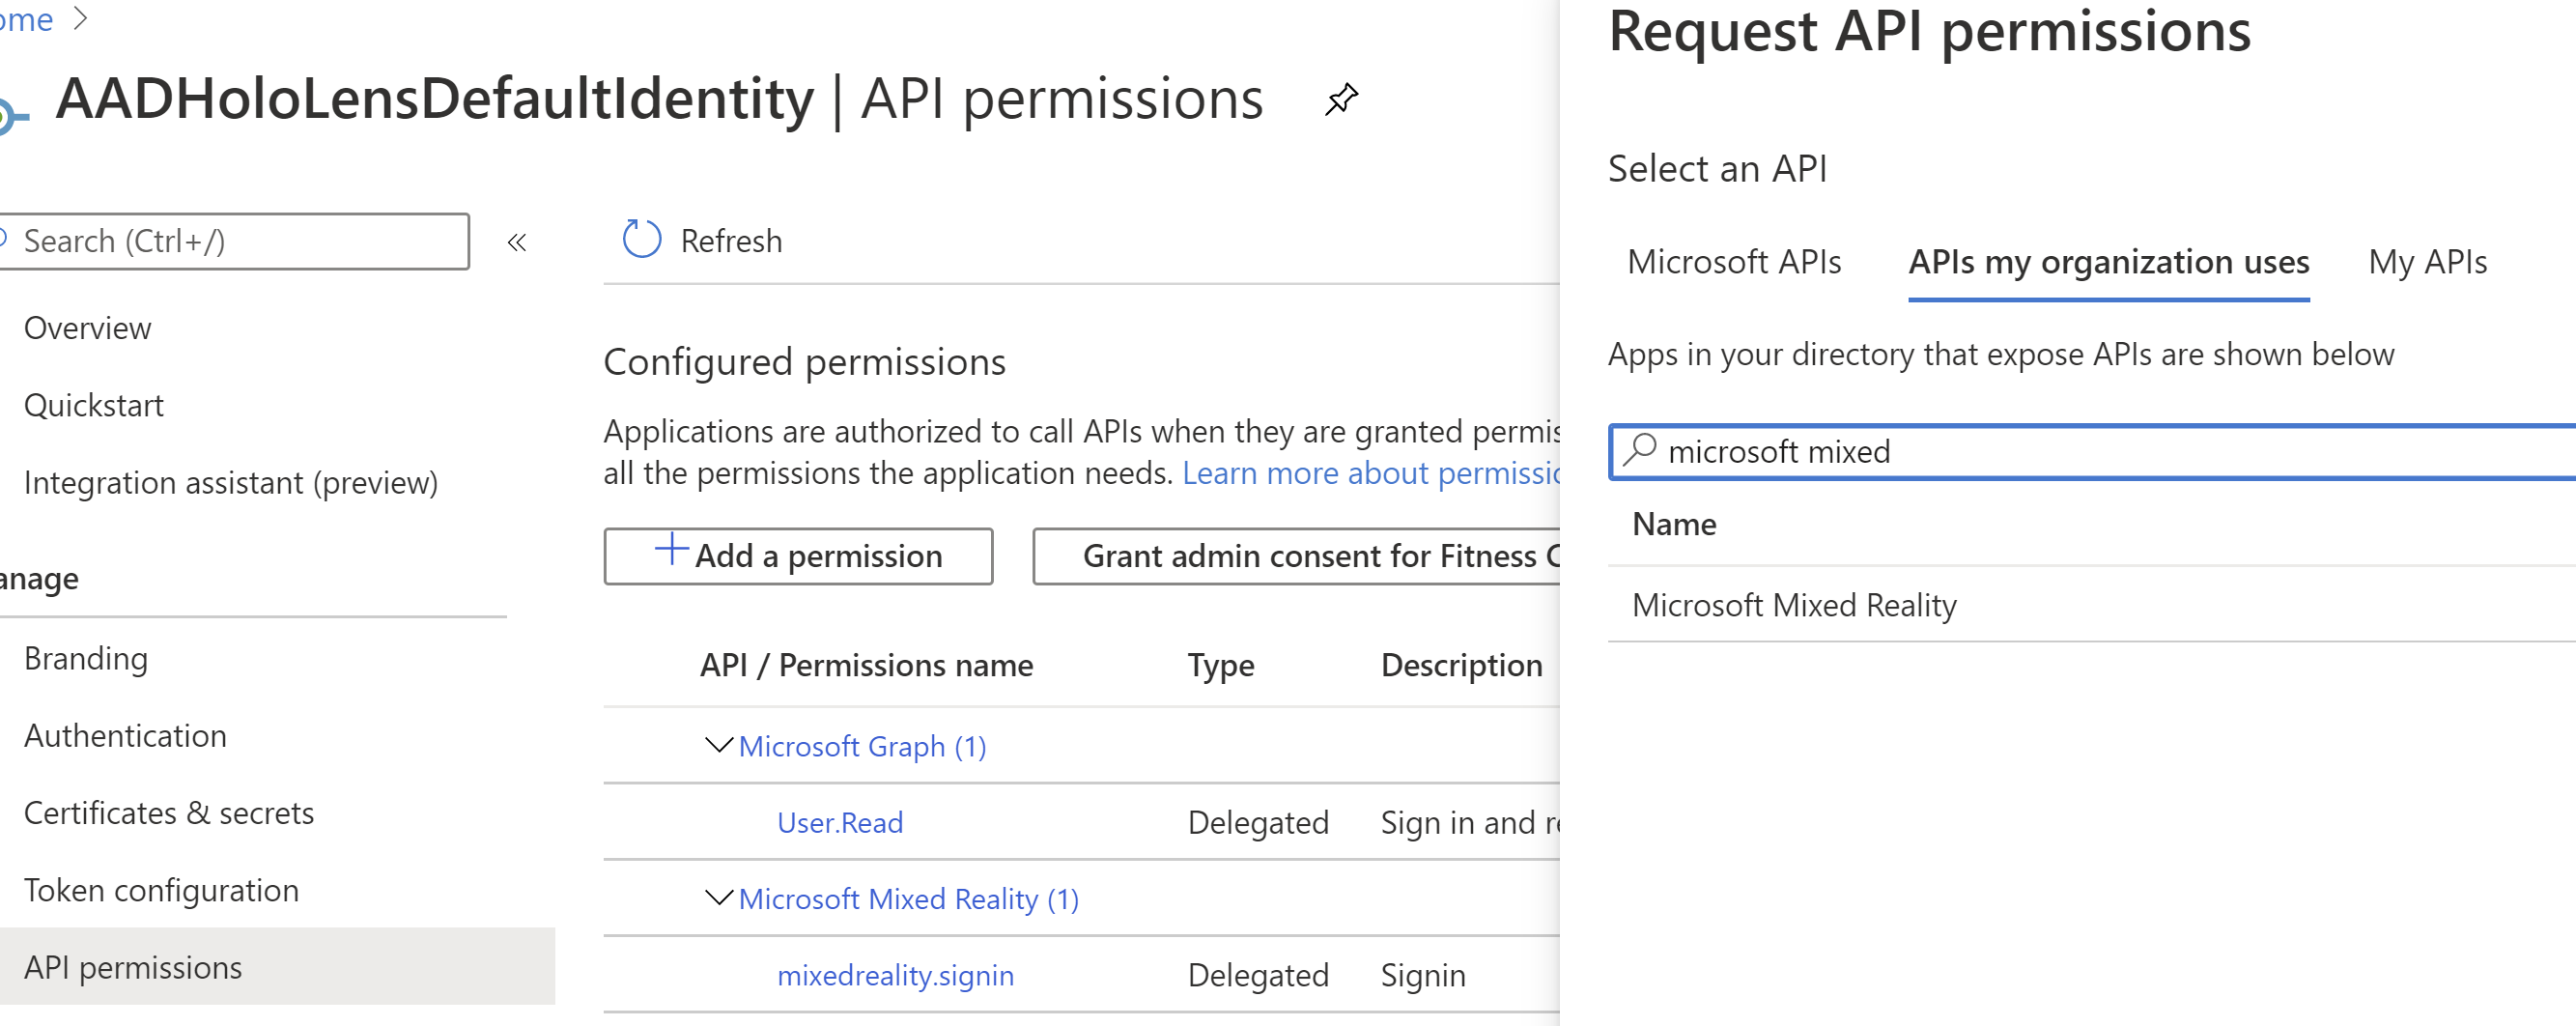 ome >
AADHoloLensDefaultIdentity | API permissions
Search (Ctrl+/)
«
Overview
Quickstart
Integration assistant (preview)
anage
Branding
Authentication
Certificates & secrets
Token configuration
API permissions
Refresh
Configured permissions
Applications are authorized to call APIs when they are granted permis
all the permissions the application needs. Learn more about permissio
Add a permission
Grant admin consent for Fitness
API / Permissions name Type Description
Microsoft Graph (1)
User.Read Delegated Sign in and re
Microsoft Mixed Reality (1)
mixedreality.signin Delegated Signin
Request API permissions
Select an API
Microsoft APIs APIs my organization uses My APIs
Apps in your directory that expose APIs are shown below
microsoft mixed
Name
Microsoft Mixed Reality